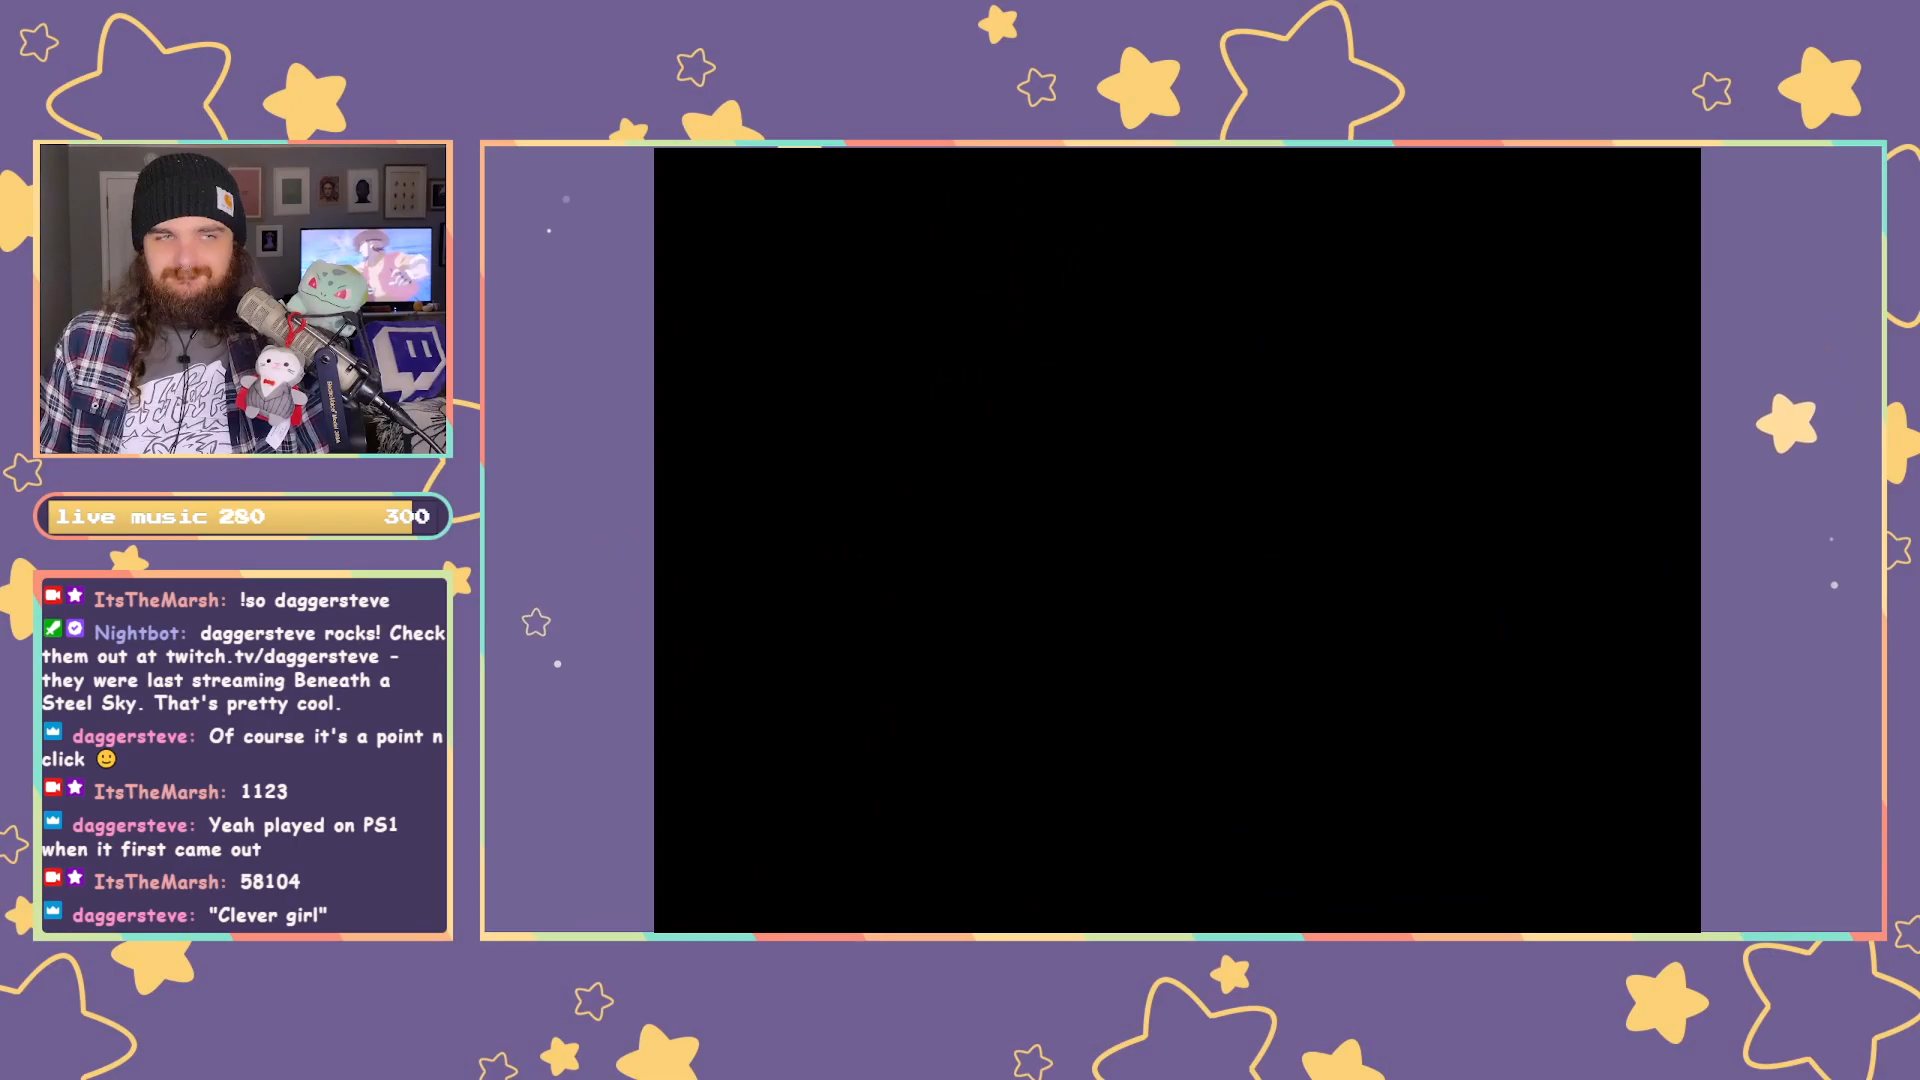 live music 280 300
ItsTheMarsh: !so daggersteve
Nightbot: daggersteve rocks! Check
them out at twitch.tv/daggersteve -
they were last streaming Beneath a
Steel Sky. That's pretty cool.
daggersteve: Of course it's a point n
click 🙂
ItsTheMarsh: 1123
daggersteve: Yeah played on PS1
when it first came out
ItsTheMarsh: 58104
daggersteve: "Clever girl"